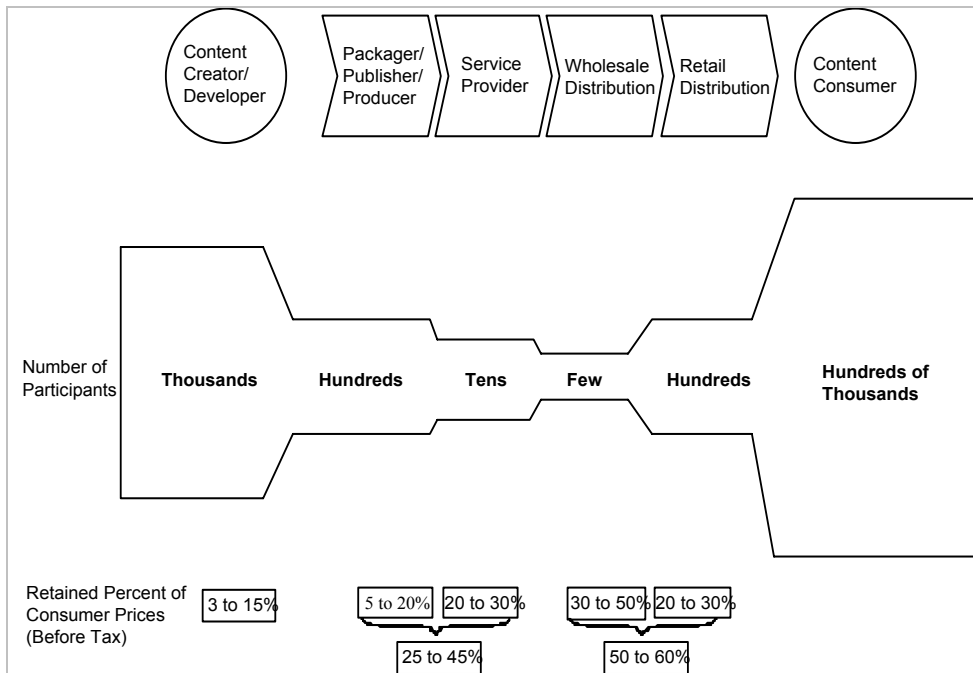 Content
Creator/
Developer
Packager/
Publisher/
Producer
Service
Provider
Wholesale
Distribution
Retail
Distribution
Content
Consumer
Number of
Participants
Thousands
Hundreds
Tens
Few
Hundreds
Hundreds of
Thousands
Retained Percent of
Consumer Prices
(Before Tax)
3 to 15%
5 to 20%
20 to 30%
30 to 50%
20 to 30%
25 to 45%
50 to 60%